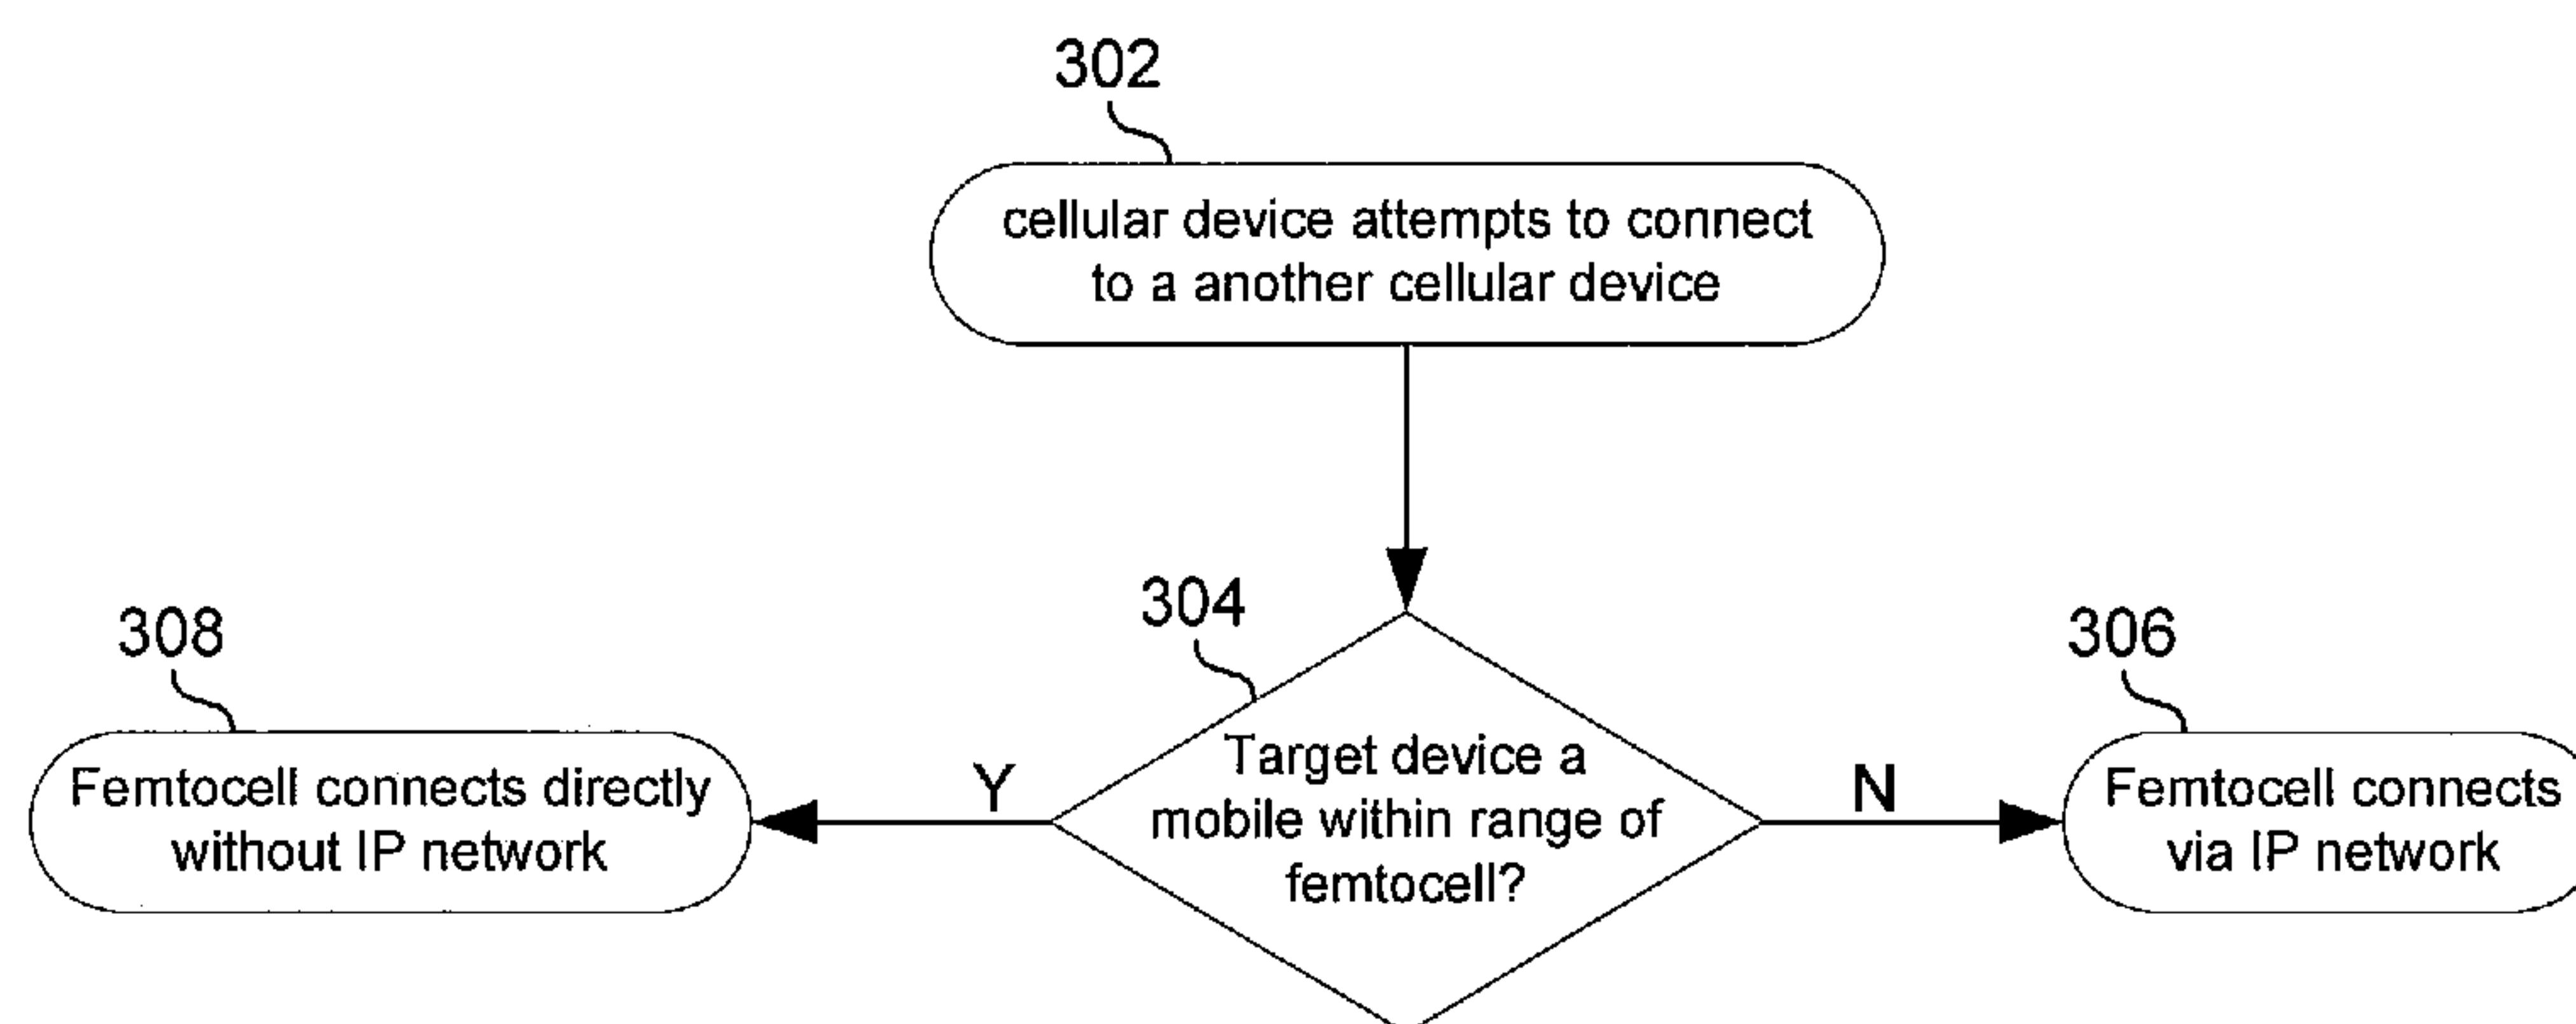 302
cellular device attempts to connect
to a another cellular device
304
308
306
Target device a
mobile within range of
femtocell?
Y
N
Femtocell connects directly
without IP network
Femtocell connects
via IP network